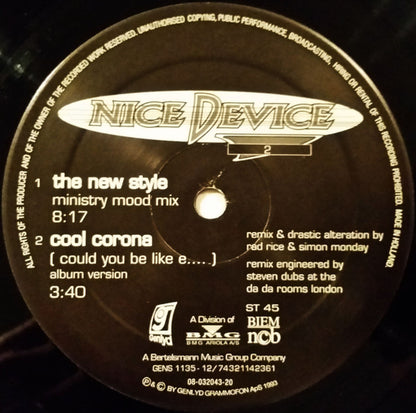 ALL RIGHTS OF THE PRODUCER AND OF THE OWNER OF THE RECORDED WORK RESERVED. UNAUTHORISED COPYING, PUBLIC PERFORMANCE, BROADCASTING, HIRING OR RENTAL OF THIS RECORDING PROHIBITED. MADE IN HOLLAND.
NICE DEVICE
2
1 the new style
ministry mood mix
8:17
2 cool corona
( could you be like e..... )
album version
3:40
remix & drastic alteration by
rad rice & simon monday
remix engineered by
steven dubs at the
da da rooms london
ST 45
g
Genlyd
A Division of
BMG
BMG ARIOLA A/S
BIEM
ncb
A Bertelsmann Music Group Company
GENS 1135 - 12/ 74321142361
08-032043-20
Ⓟ & © BY GENLYD GRAMMOFON ApS 1993